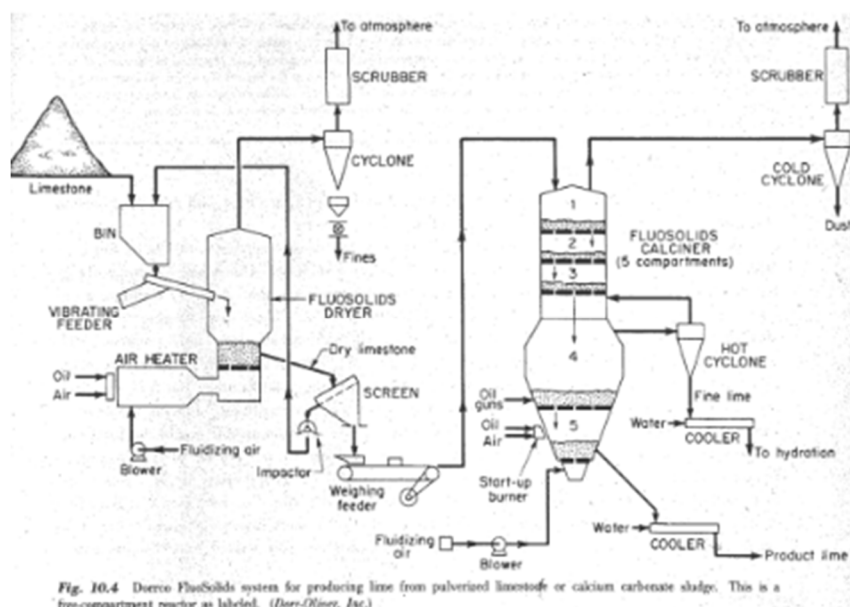 To atmosphere
SCRUBBER
CYCLONE
Fines
Limestone
BIN
VIBRATING
FEEDER
FLUOSOLIDS
DRYER
AIR HEATER
Oil
Air
Fluidizing air
Blower
Dry limestone
SCREEN
Impactor
Weighing
feeder
To atmosphere
SCRUBBER
COLD
CYCLONE
Dust
1
2
3
4
5
FLUOSOLIDS
CALCINER
(5 compartments)
HOT
CYCLONE
Fine lime
Water
COOLER
To hydration
Oil
guns
Oil
Air
Start-up
burner
Fluidizing
air
Blower
Water
COOLER
Product lime
Fig. 10.4 Dorrco FluoSolids system for producing lime from pulverized limestone or calcium carbonate sludge. This is a
five-compartment reactor as labeled. (Dorr-Oliver, Inc.)